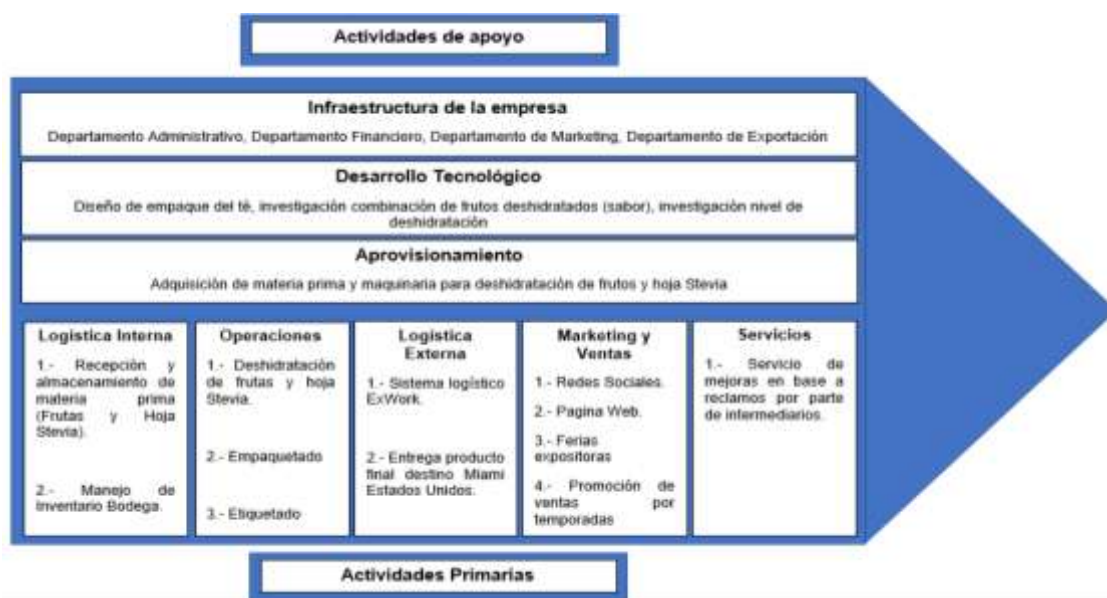 Actividades de apoyo
Infraestructura de la empresa
Departamento Administrativo, Departamento Financiero, Departamento de Marketing, Departamento de Exportación
Desarrollo Tecnológico
Diseño de empaque del té, investigación combinación de frutos deshidratados (sabor), investigación nivel de
deshidratación
Aprovisionamiento
Adquisición de materia prima y maquinaria para deshidratación de frutos y hoja Stevia
Logística Interna
1.- Recepción y
almacenamiento de
materia prima
(Frutas y Hoja
Stevia).
2.- Manejo de
Inventario Bodega.
Operaciones
1.- Deshidratación
de frutas y hoja
Stevia.
2.- Empaquetado
3.- Etiquetado
Logística
Externa
1.- Sistema logístico
ExWork.
2.- Entrega producto
final destino Miami
Estados Unidos.
Marketing y
Ventas
1.- Redes Sociales.
2.- Pagina Web.
3.- Ferias
expositoras
4.- Promoción de
ventas por
temporadas
Servicios
1.- Servicio de
mejoras en base a
reclamos por parte
de intermediarios.
Actividades Primarias